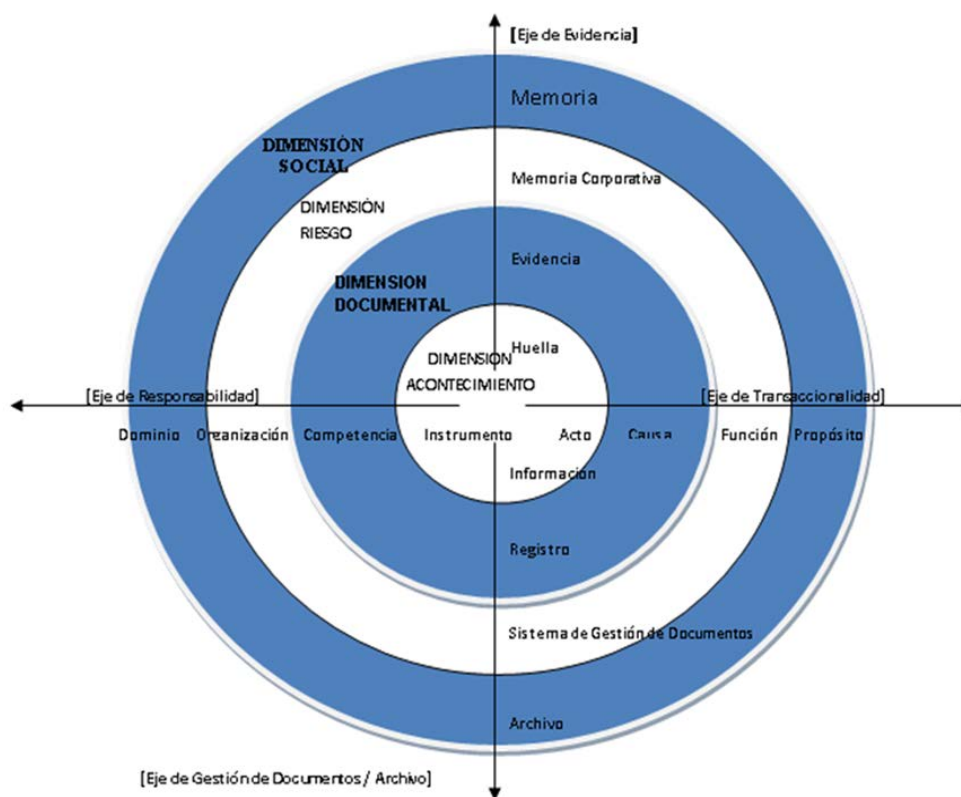 [Eje de Evidencia]
Memoria
DIMENSIÓN
SOCIAL
Memoria Corporativa
DIMENSIÓN
RIESGO
Evidencia
DIMENSION
DOCUMENTAL
Huella
DIMENSION
ACONTECIMIENTO
[Eje de Responsabilidad]
[Eje de Transaccionalidad]
Dominio Organización Competencia Instrumento Acto Causa Función Propósito
Información
Registro
Sistema de Gestión de Documentos
Archivo
[Eje de Gestión de Documentos / Archivo]